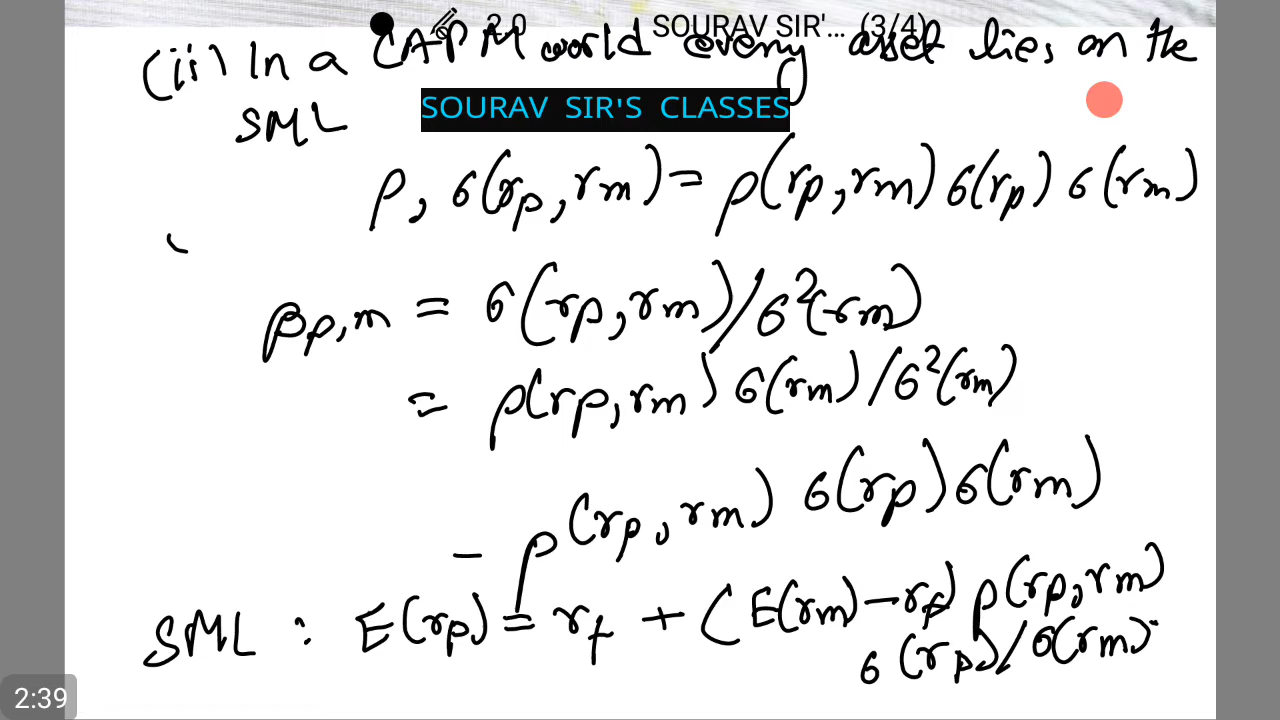 2.0 SOURAV SIR'... (3/4)
(ii) In a CAPM world every asset lies on the
SOURAV SIR'S CLASSES
SML
ρ, σ(rp, rm) = ρ(rp, rm) σ(rp) σ(rm)
βp,m = σ(rp, rm)/σ²(rm)
= ρ(rp, rm) σ(rm)/σ²(rm)
– ρ(rp, rm) σ(rp) σ(rm)
SML : E(rp) = rf + (E(rm) – rf) ρ(rp, rm)
σ(rp)/σ(rm)
2:39